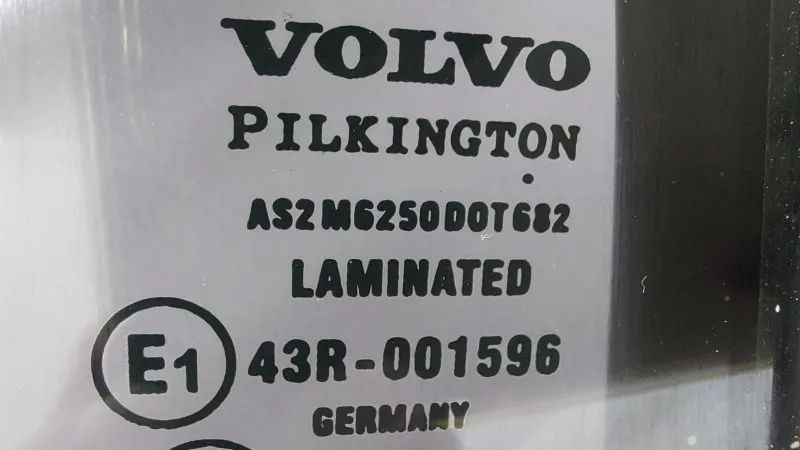 VOLVO
PILKINGTON
AS2 M6250 DOT682
LAMINATED
E1 43R-001596
GERMANY